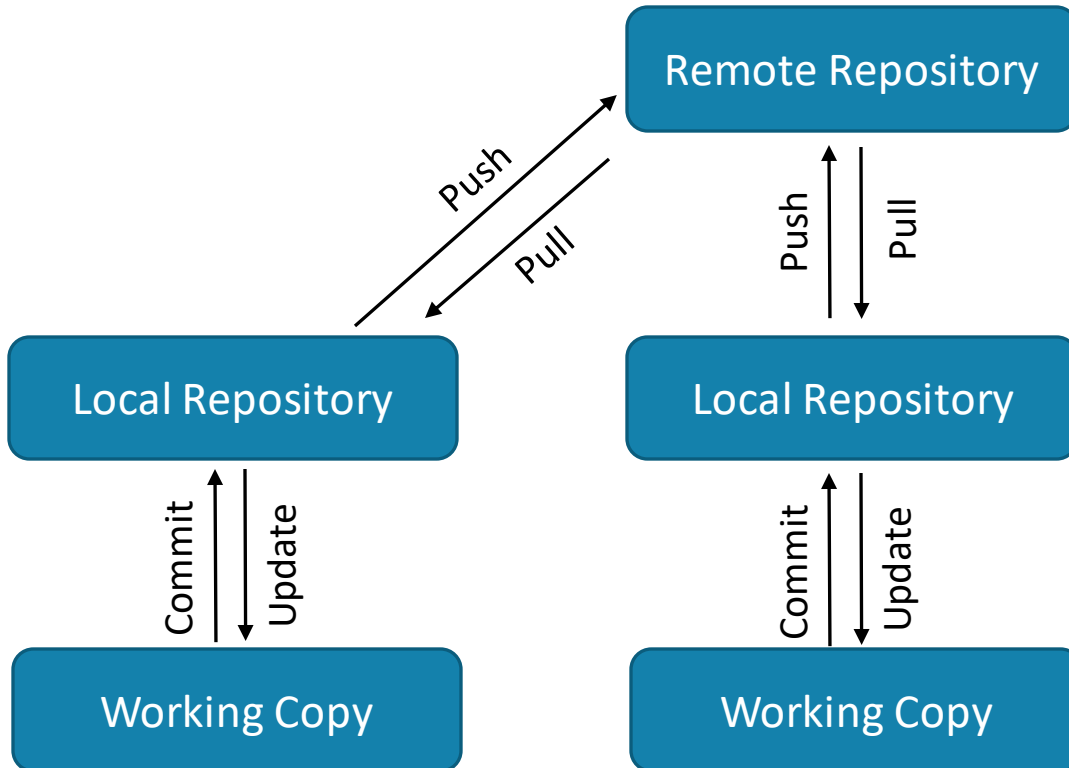 Remote Repository
Push
Pull
Push
Pull
Local Repository
Local Repository
Commit
Update
Commit
Update
Working Copy
Working Copy